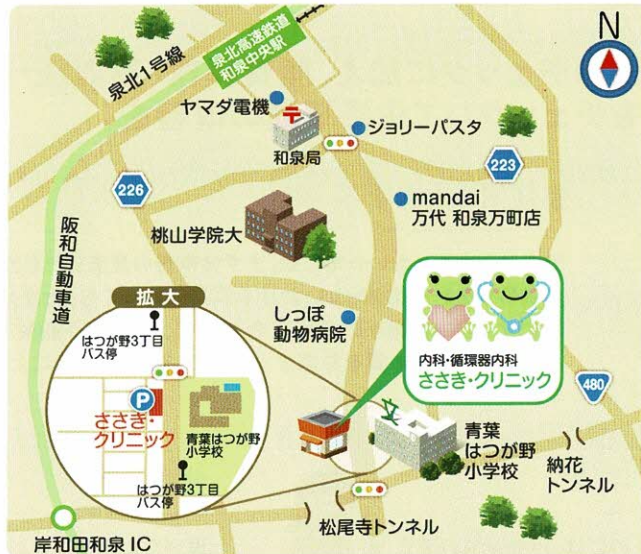 N
泉北高速鉄道
和泉中央駅
泉北1号線
ヤマダ電機
ジョリーパスタ
和泉局
223
226
mandai
万代 和泉万町店
桃山学院大
阪和自動車道
拡大
はつが野3丁目
バス停
しっぽ
動物病院
内科・循環器内科
ささき・クリニック
480
P
ささき・
クリニック
青葉はつが野
小学校
はつが野3丁目
バス停
青葉
はつが野
小学校
納花
トンネル
松尾寺トンネル
岸和田和泉IC